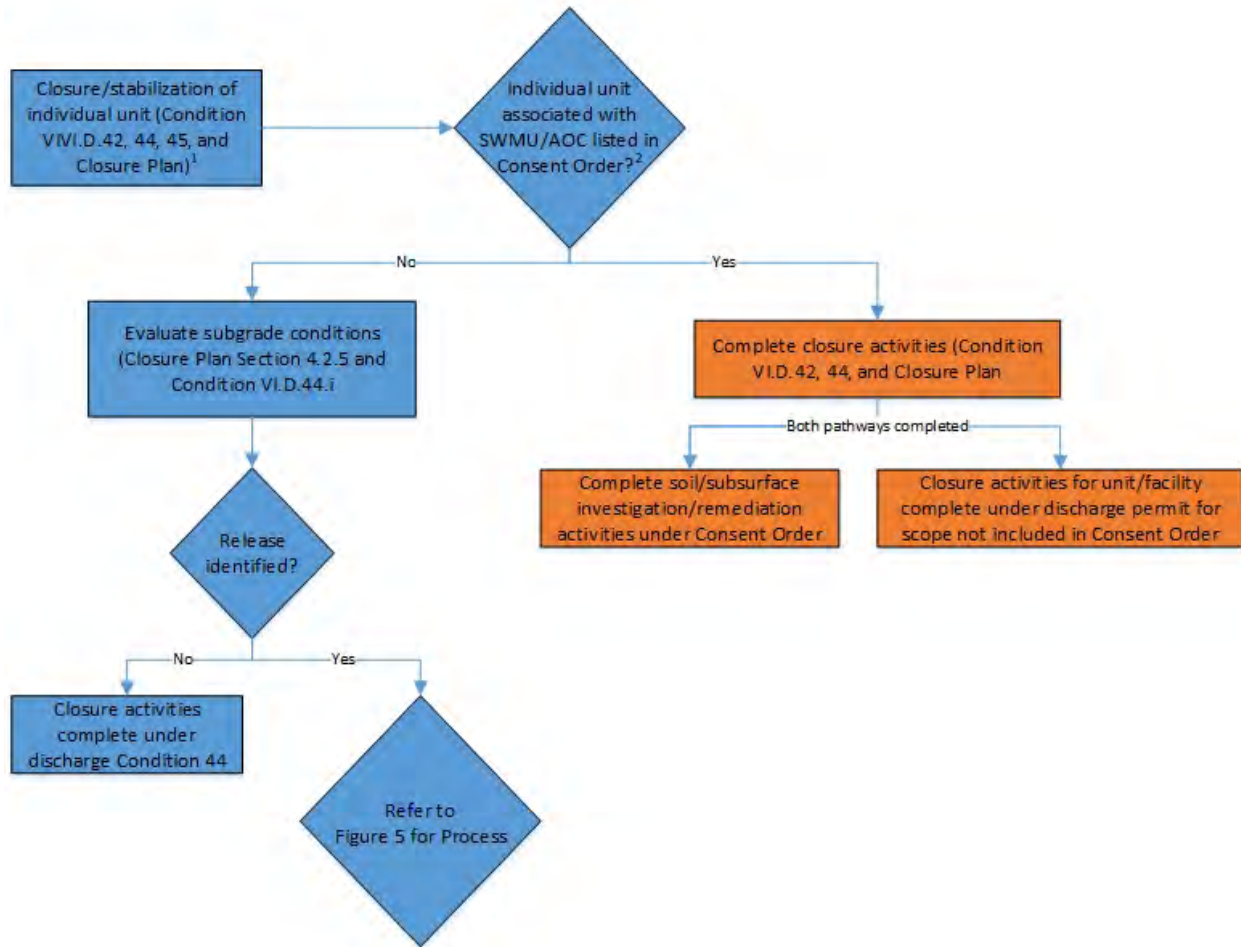 Closure/stabilization of
individual unit (Condition
VIVI.D.42, 44, 45, and
Closure Plan)1
Individual unit
associated with
SWMU/AOC listed in
Consent Order?2
No
Yes
Evaluate subgrade conditions
(Closure Plan Section 4.2.5 and
Condition VI.D.44.i
Complete closure activities (Condition
VI.D.42, 44, and Closure Plan
Both pathways completed
Complete soil/subsurface
investigation/remediation
activities under Consent Order
Closure activities for unit/facility
complete under discharge permit for
scope not included in Consent Order
Release
identified?
No
Yes
Closure activities
complete under
discharge Condition 44
Refer to
Figure 5 for Process